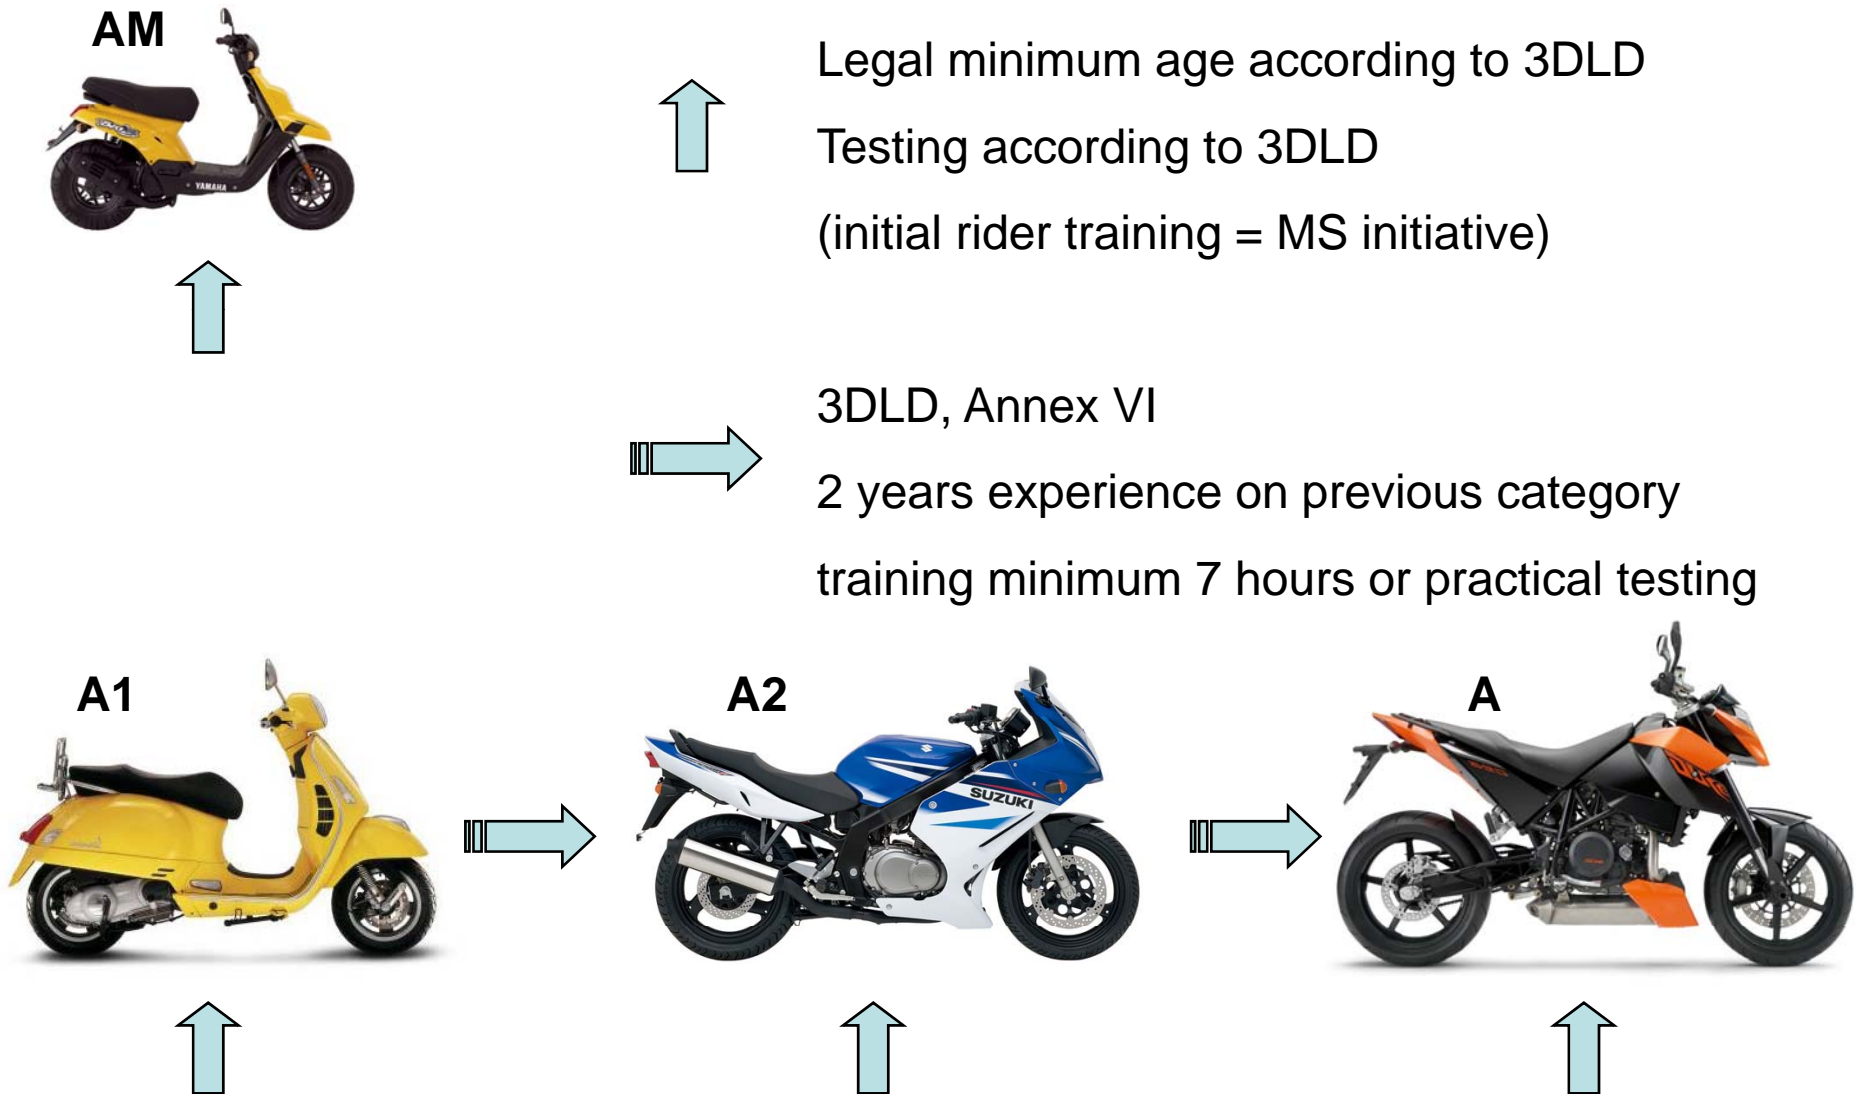 AM
Legal minimum age according to 3DLD
Testing according to 3DLD
(initial rider training = MS initiative)
YAMAHA
3DLD, Annex VI
2 years experience on previous category
training minimum 7 hours or practical testing
A1
A2
A
SUZUKI